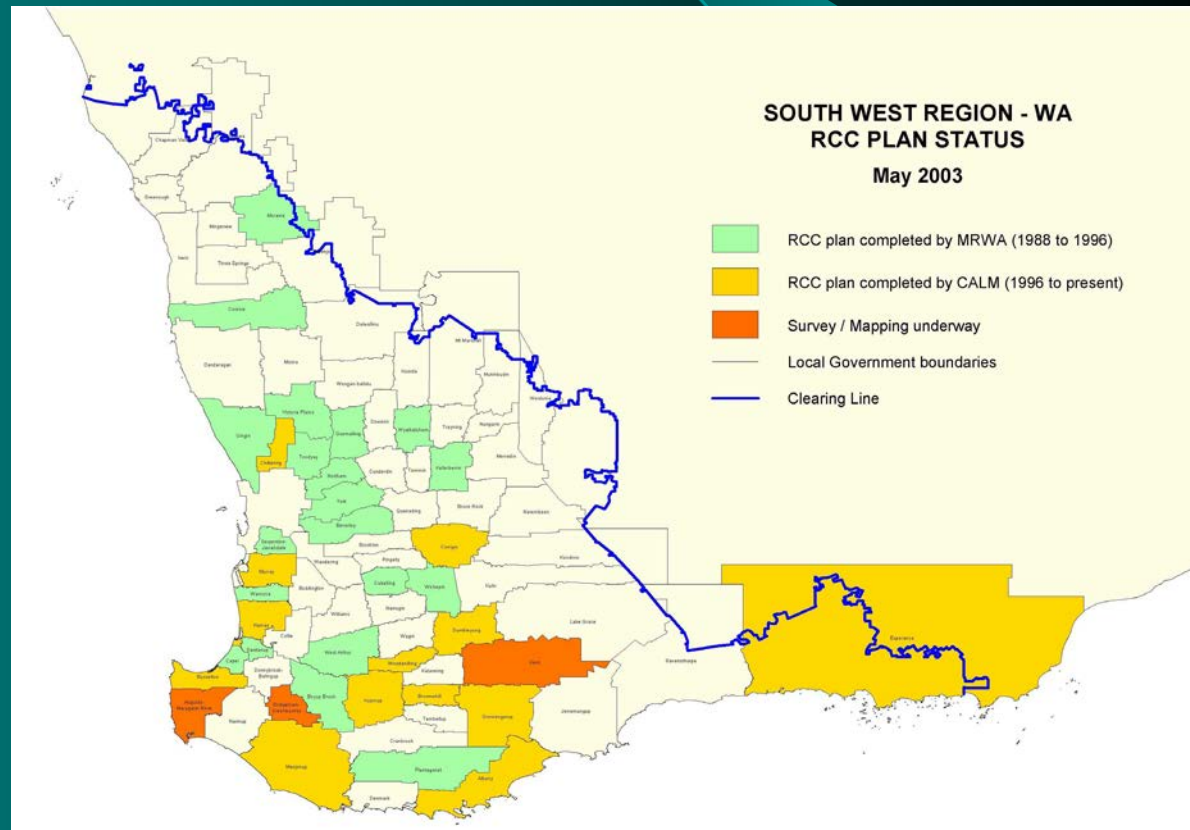 SOUTH WEST REGION - WA
RCC PLAN STATUS
May 2003
RCC plan completed by MRWA (1988 to 1996)
RCC plan completed by CALM (1996 to present)
Survey / Mapping underway
Local Government boundaries
Clearing Line
Greenough
Morawa
Mingenew
Irwin
Three Springs
Coorow
Dalwallinu
Dandaragan
Moora
Mt Marshall
Koorda
Mukinbudin
Wongan-ballidu
Victoria Plains
Gingin
Goomalling
Dowerin
Wyalkatchem
Trayning
Nungarin
Chittering
Toodyay
Merredin
Northam
Cunderdin
Tammin
Kellerberrin
York
Quairading
Bruce Rock
Narembeen
Beverley
Brookton
Corrigin
Serpentine-
Jarrahdale
Wandering
Pingelly
Kondinin
Murray
Boddington
Cuballing
Wickepin
Kulin
Waroona
Williams
Narrogin
Harvey
Collie
Wagin
Dumbleyung
Lake Grace
Dardanup
West Arthur
Capel
Donnybrook-
Balingup
Woodanilling
Katanning
Kent
Ravensthorpe
Esperance
Busselton
Boyup Brook
Kojonup
Broomehill
Gnowangerup
Jerramungup
Augusta
Margaret River
Nannup
Bridgetown
Greenbushes
Tambellup
Cranbrook
Manjimup
Plantagenet
Albany
Denmark